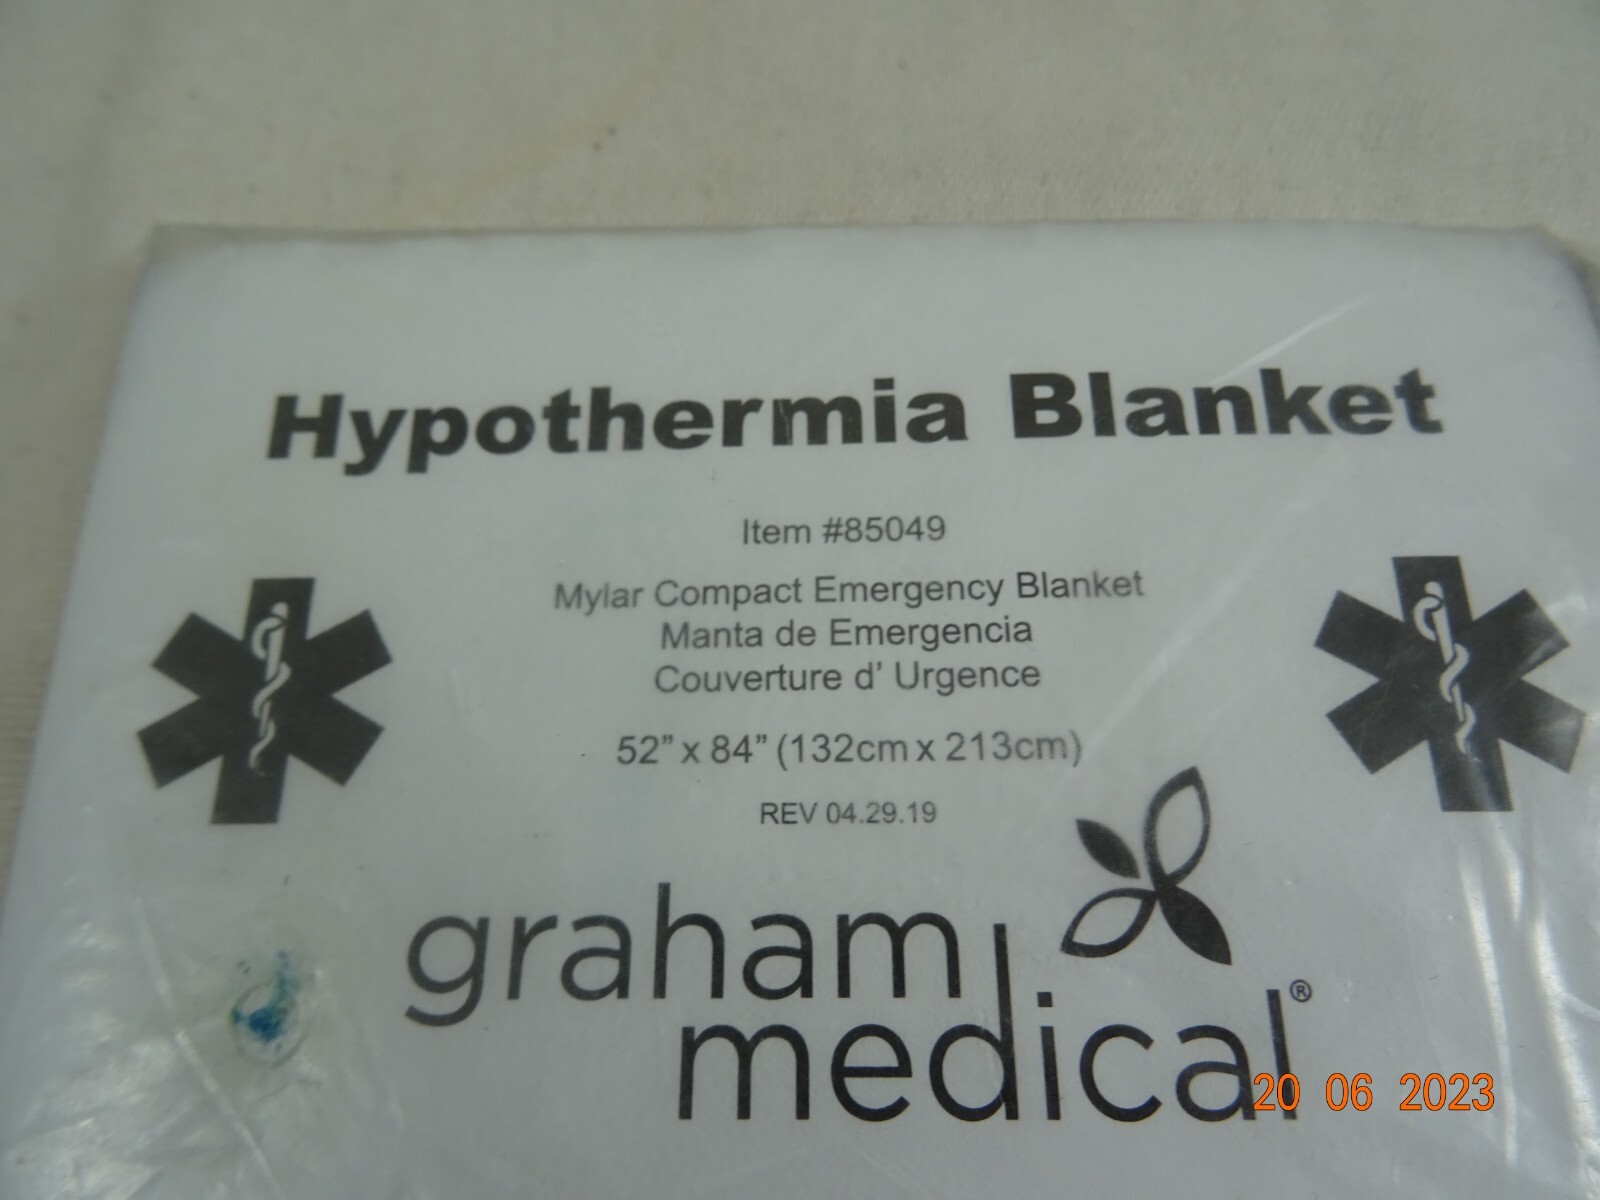 Hypothermia Blanket
Item #85049
Mylar Compact Emergency Blanket
Manta de Emergencia
Couverture d' Urgence
52” x 84” (132cm x 213cm)
REV 04.29.19
graham
medical®
20 06 2023